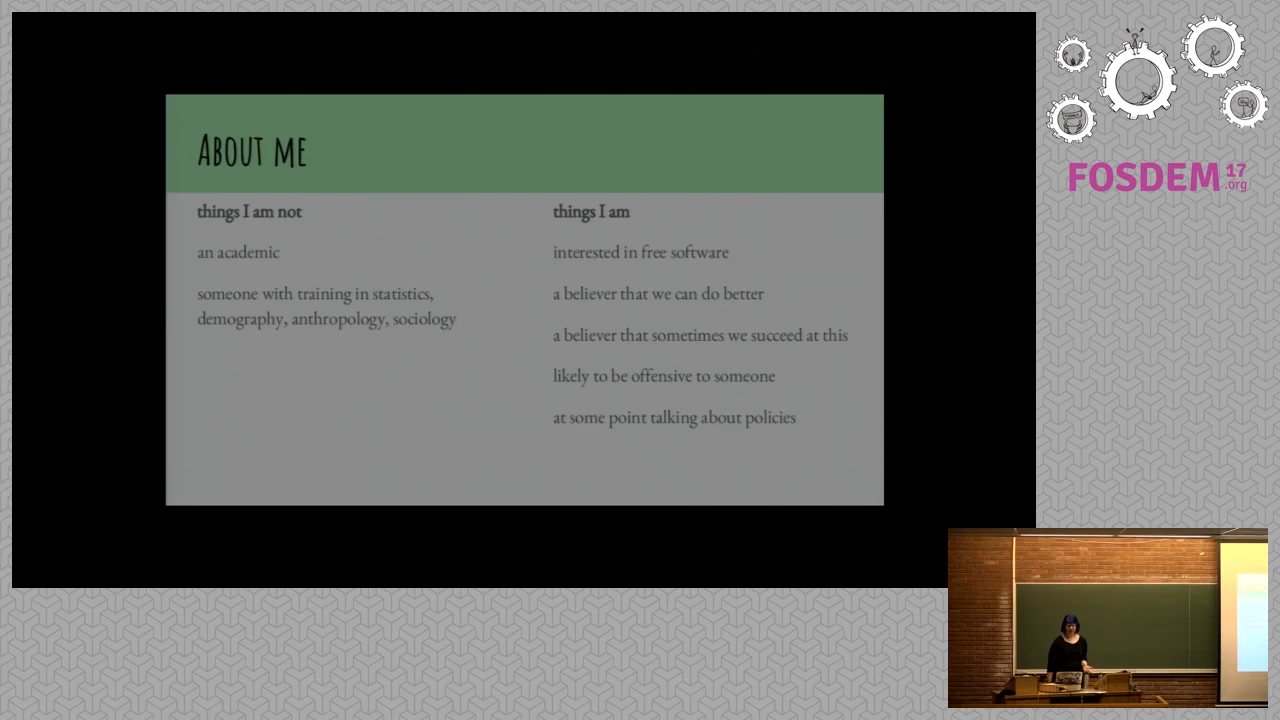 About me
things I am not
an academic
someone with training in statistics,
demography, anthropology, sociology
things I am
interested in free software
a believer that we can do better
a believer that sometimes we succeed at this
likely to be offensive to someone
at some point talking about policies
FOSDEM 17
.org